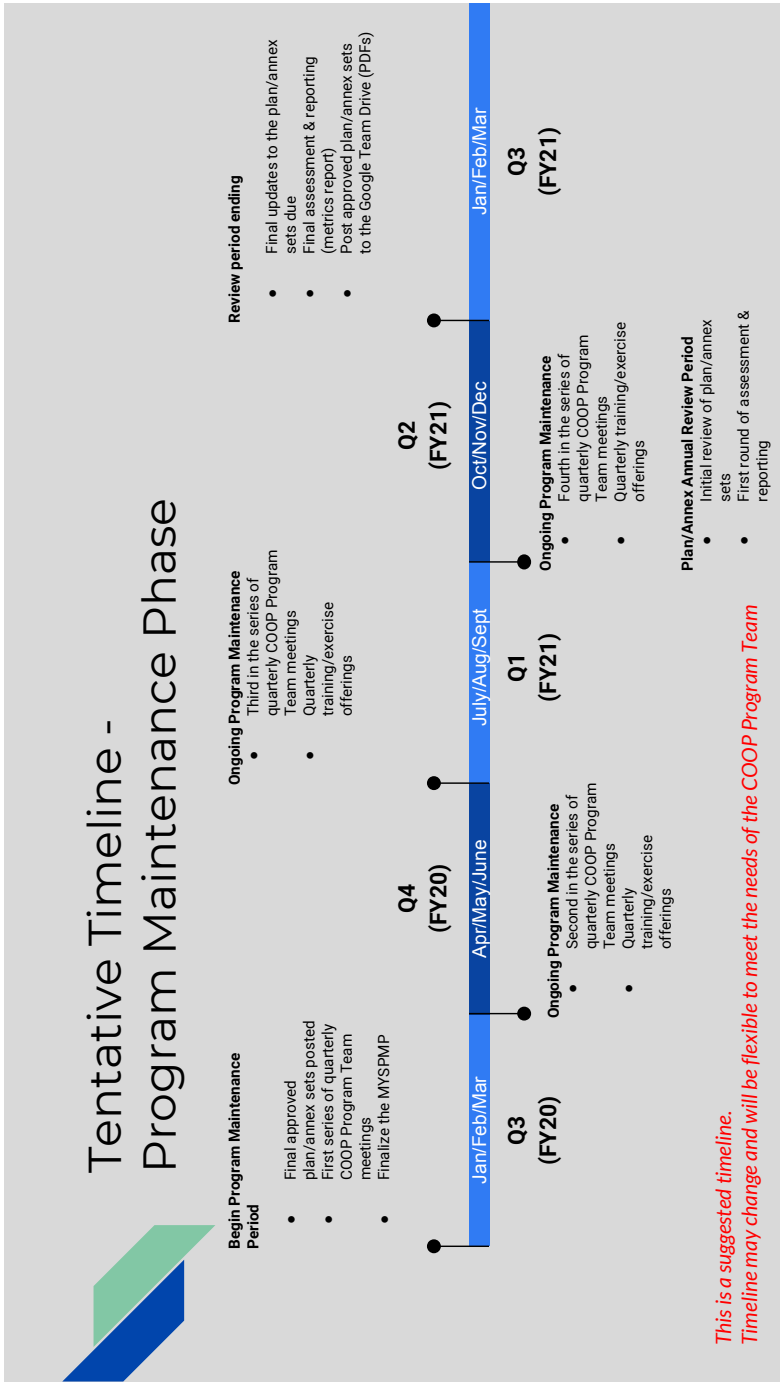 Tentative Timeline -
Program Maintenance Phase
Begin Program Maintenance
Period
● Final approved
plan/annex sets posted
● First series of quarterly
COOP Program Team
meetings
● Finalize the MYSPMP
Jan/Feb/Mar
Q3
(FY20)
Q4
(FY20)
Apr/May/June
Ongoing Program Maintenance
● Second in the series of
quarterly COOP Program
Team meetings
● Quarterly
training/exercise
offerings
Ongoing Program Maintenance
● Third in the series of
quarterly COOP Program
Team meetings
● Quarterly
training/exercise
offerings
July/Aug/Sept
Q1
(FY21)
Q2
(FY21)
Oct/Nov/Dec
Ongoing Program Maintenance
● Fourth in the series of
quarterly COOP Program
Team meetings
● Quarterly training/exercise
offerings
Plan/Annex Annual Review Period
● Initial review of plan/annex
sets
● First round of assessment &
reporting
Review period ending
● Final updates to the plan/annex
sets due
● Final assessment & reporting
(metrics report)
● Post approved plan/annex sets
to the Google Team Drive (PDFs)
Jan/Feb/Mar
Q3
(FY21)
This is a suggested timeline.
Timeline may change and will be flexible to meet the needs of the COOP Program Team